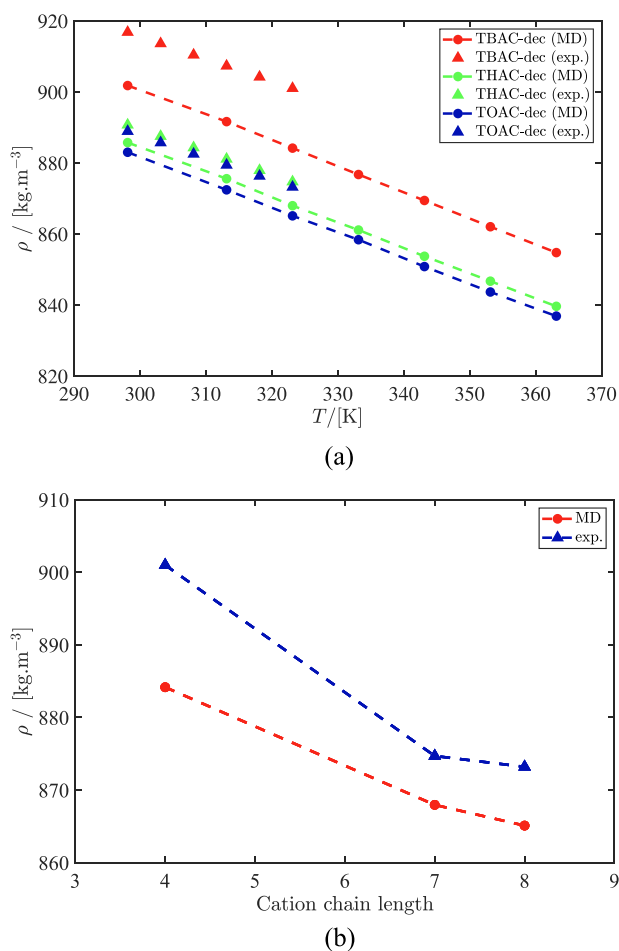 920
900
880
860
840
820
ρ / [kg.m−3]
TBAC-dec (MD)
TBAC-dec (exp.)
THAC-dec (MD)
THAC-dec (exp.)
TOAC-dec (MD)
TOAC-dec (exp.)
290 300 310 320 330 340 350 360 370
T/[K]
(a)
910
900
890
880
870
860
ρ / [kg.m−3]
MD
exp.
3 4 5 6 7 8 9
Cation chain length
(b)